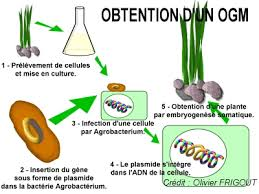 OBTENTION D'UN OGM
1 - Prélèvement de cellules
et mise en culture.
2 - Insertion du gène
sous forme de plasmide
dans la bactérie Agrobactérium.
3 - Infection d'une cellule
par Agrobacterium.
4 - Le plasmide s'intègre
dans l'ADN de la cellule.
5 - Obtention d'une plante
par embryogenèse somatique.
Crédit : Olivier FRIGOUT